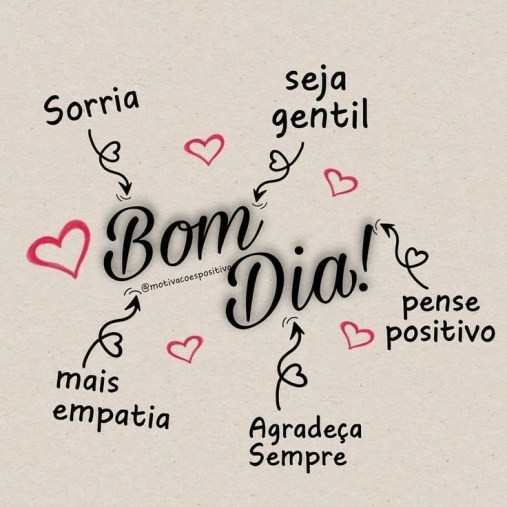 Sorria
seja
gentil
Bom
@motivacoespositiva
Dia!
pense
positivo
mais
empatia
Agradeça
Sempre